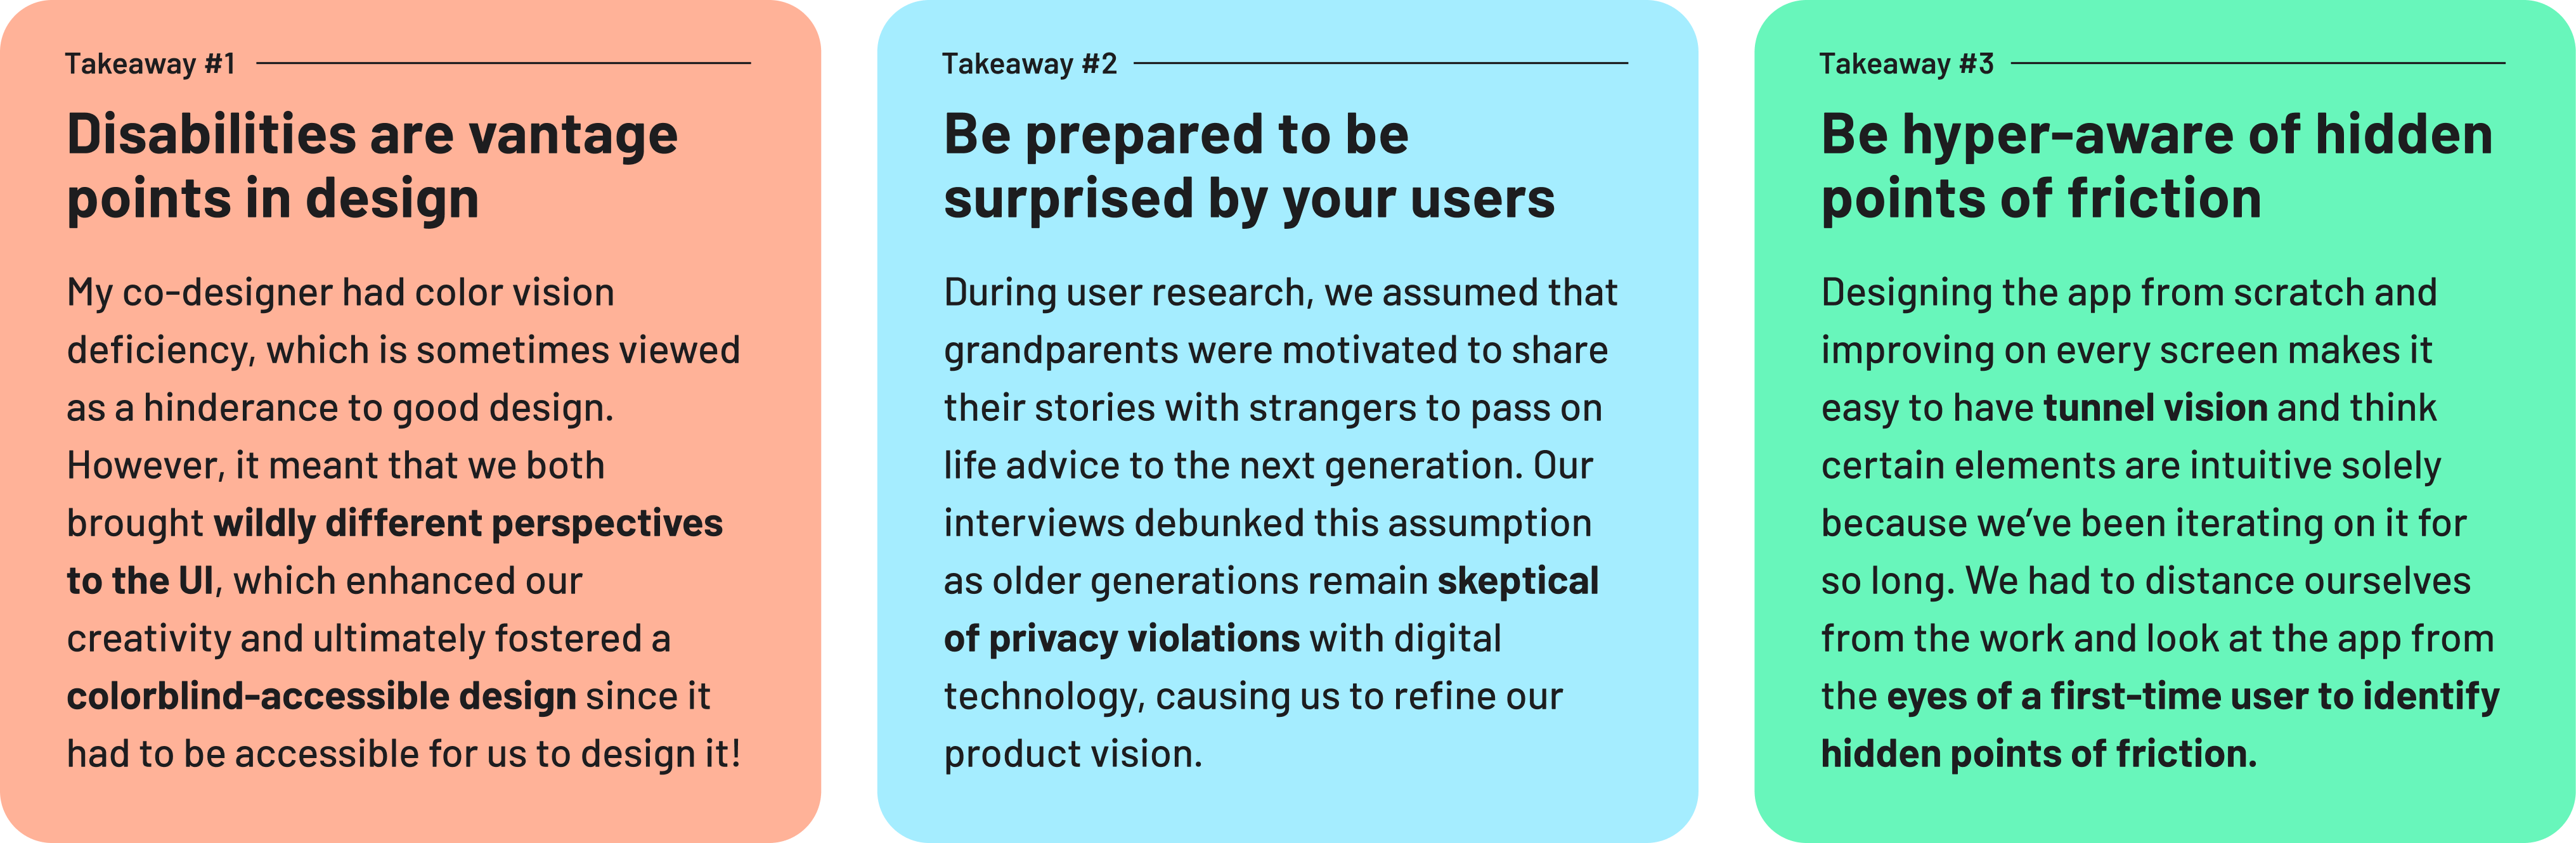 Takeaway #1
Disabilities are vantage
points in design
My co-designer had color vision
deficiency, which is sometimes viewed
as a hinderance to good design.
However, it meant that we both
brought wildly different perspectives
to the UI, which enhanced our
creativity and ultimately fostered a
colorblind-accessible design since it
had to be accessible for us to design it!
Takeaway #2
Be prepared to be
surprised by your users
During user research, we assumed that
grandparents were motivated to share
their stories with strangers to pass on
life advice to the next generation. Our
interviews debunked this assumption
as older generations remain skeptical
of privacy violations with digital
technology, causing us to refine our
product vision.
Takeaway #3
Be hyper-aware of hidden
points of friction
Designing the app from scratch and
improving on every screen makes it
easy to have tunnel vision and think
certain elements are intuitive solely
because we’ve been iterating on it for
so long. We had to distance ourselves
from the work and look at the app from
the eyes of a first-time user to identify
hidden points of friction.